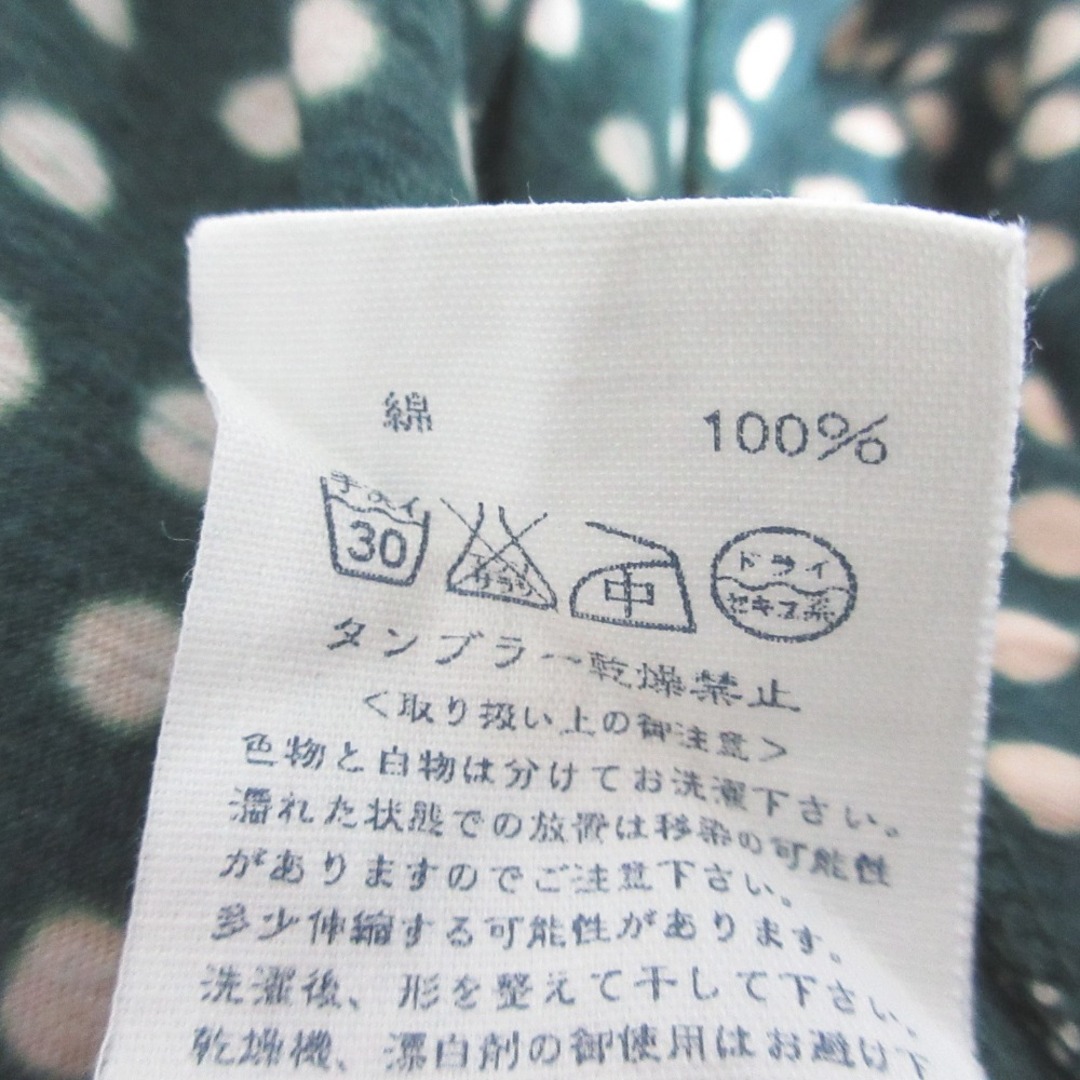 綿 100%
手洗イ
30
エンソ
サラシ
中
ドライ
セキユ系
タンブラー乾燥禁止
<取り扱い上の御注意>
色物と白物は分けてお洗濯下さい。
濡れた状態での放置は移染の可能性
がありますのでご注意下さい。
多少伸縮する可能性があります。
洗濯後、形を整えて干して下さい。
乾燥機、漂白剤の御使用はお避け下